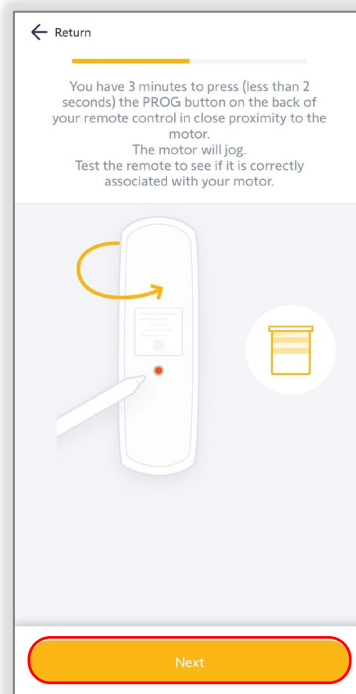 Return
You have 3 minutes to press (less than 2
seconds) the PROG button on the back of
your remote control in close proximity to the
motor.
The motor will jog.
Test the remote to see if it is correctly
associated with your motor.
Next